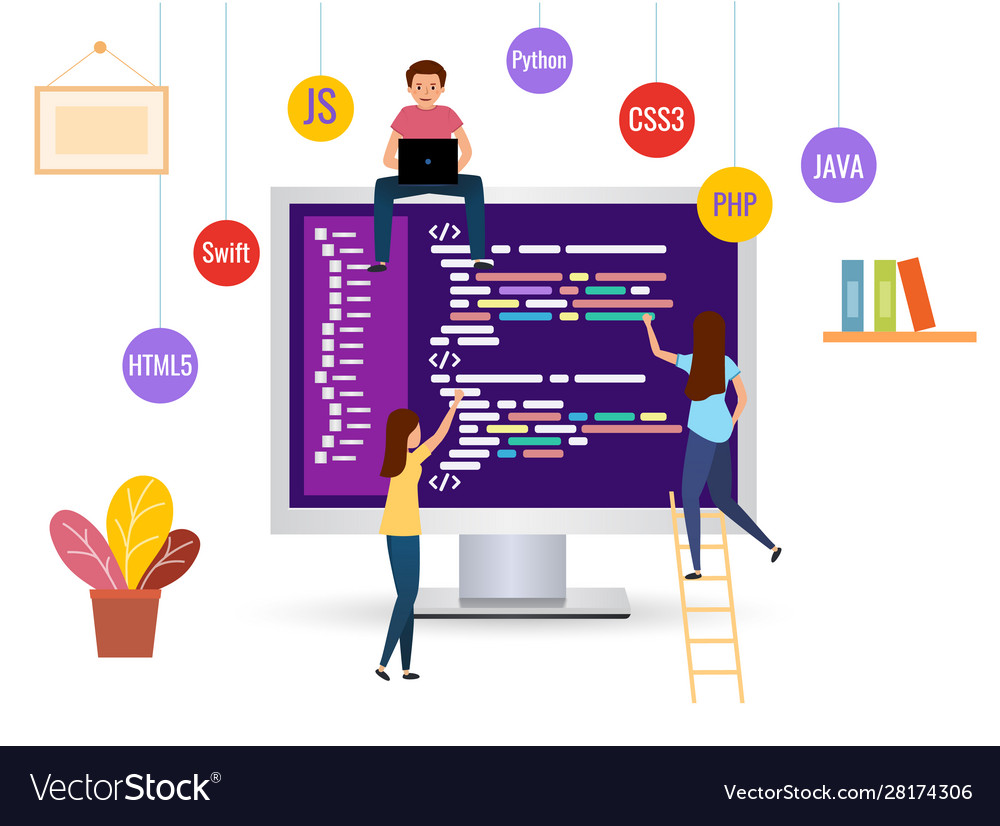 Python
JS
CSS3
JAVA
PHP
Swift
HTML5
</>
</>
</>
VectorStock®
VectorStock.com/28174306